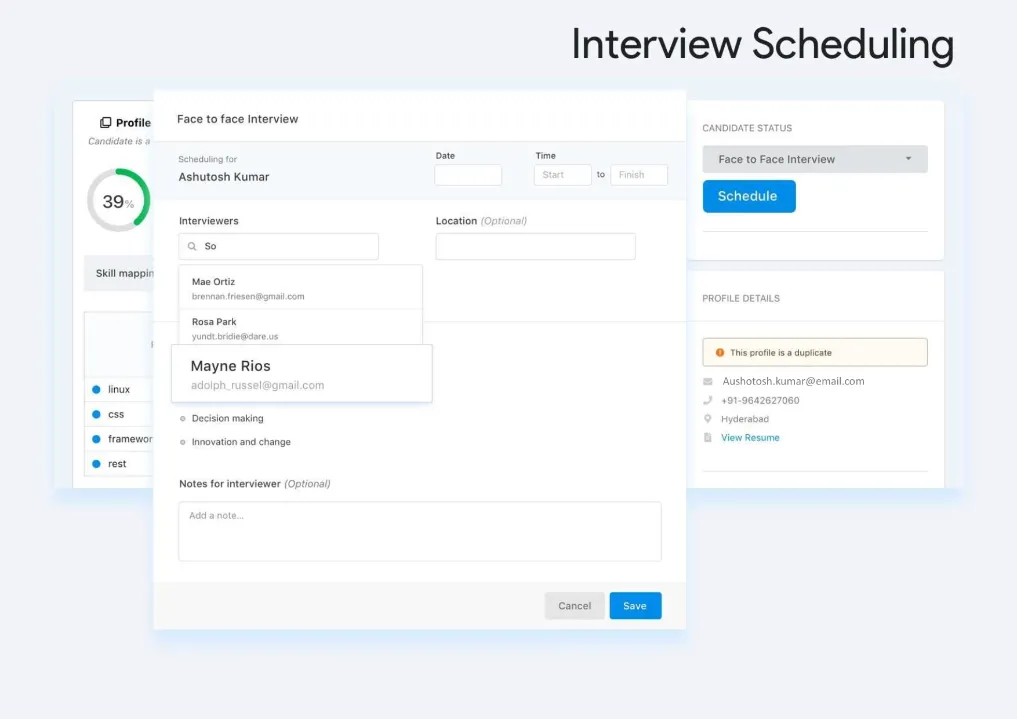 Interview Scheduling
Profile
Candidate is a
39%
Skill mappin
linux
css
framewor
rest
Face to face Interview
Scheduling for
Ashutosh Kumar
Date
Time
Start
to
Finish
Interviewers
So
Location (Optional)
Mae Ortiz
brennan.friesen@gmail.com
Rosa Park
yundt.bridie@dare.us
Mayne Rios
adolph_russel@gmail.com
Decision making
Innovation and change
Notes for interviewer (Optional)
Add a note...
Cancel
Save
CANDIDATE STATUS
Face to Face Interview
Schedule
PROFILE DETAILS
This profile is a duplicate
Aushotosh.kumar@email.com
+91-9642627060
Hyderabad
View Resume